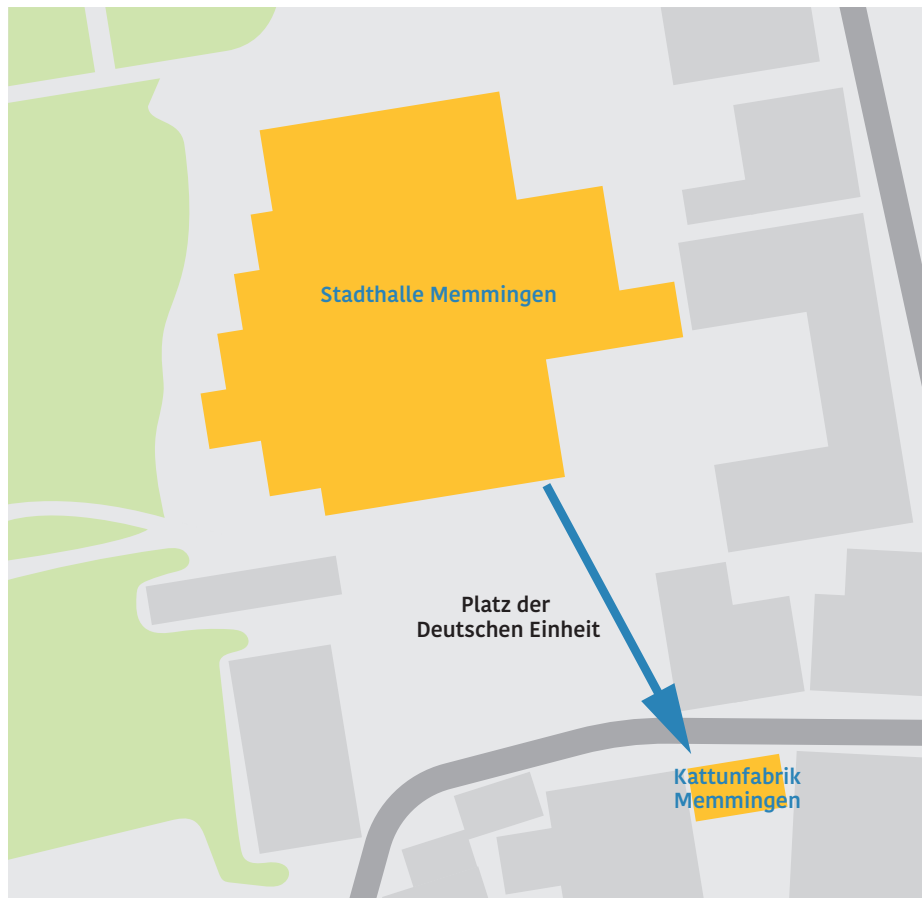 Stadthalle Memmingen
Platz der
Deutschen Einheit
Kattunfabrik
Memmingen